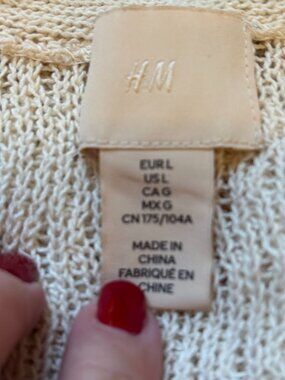 H&M
EUR L
US L
CA G
MX G
CN 175/104A
MADE IN
CHINA
FABRIQUÉ EN
CHINE